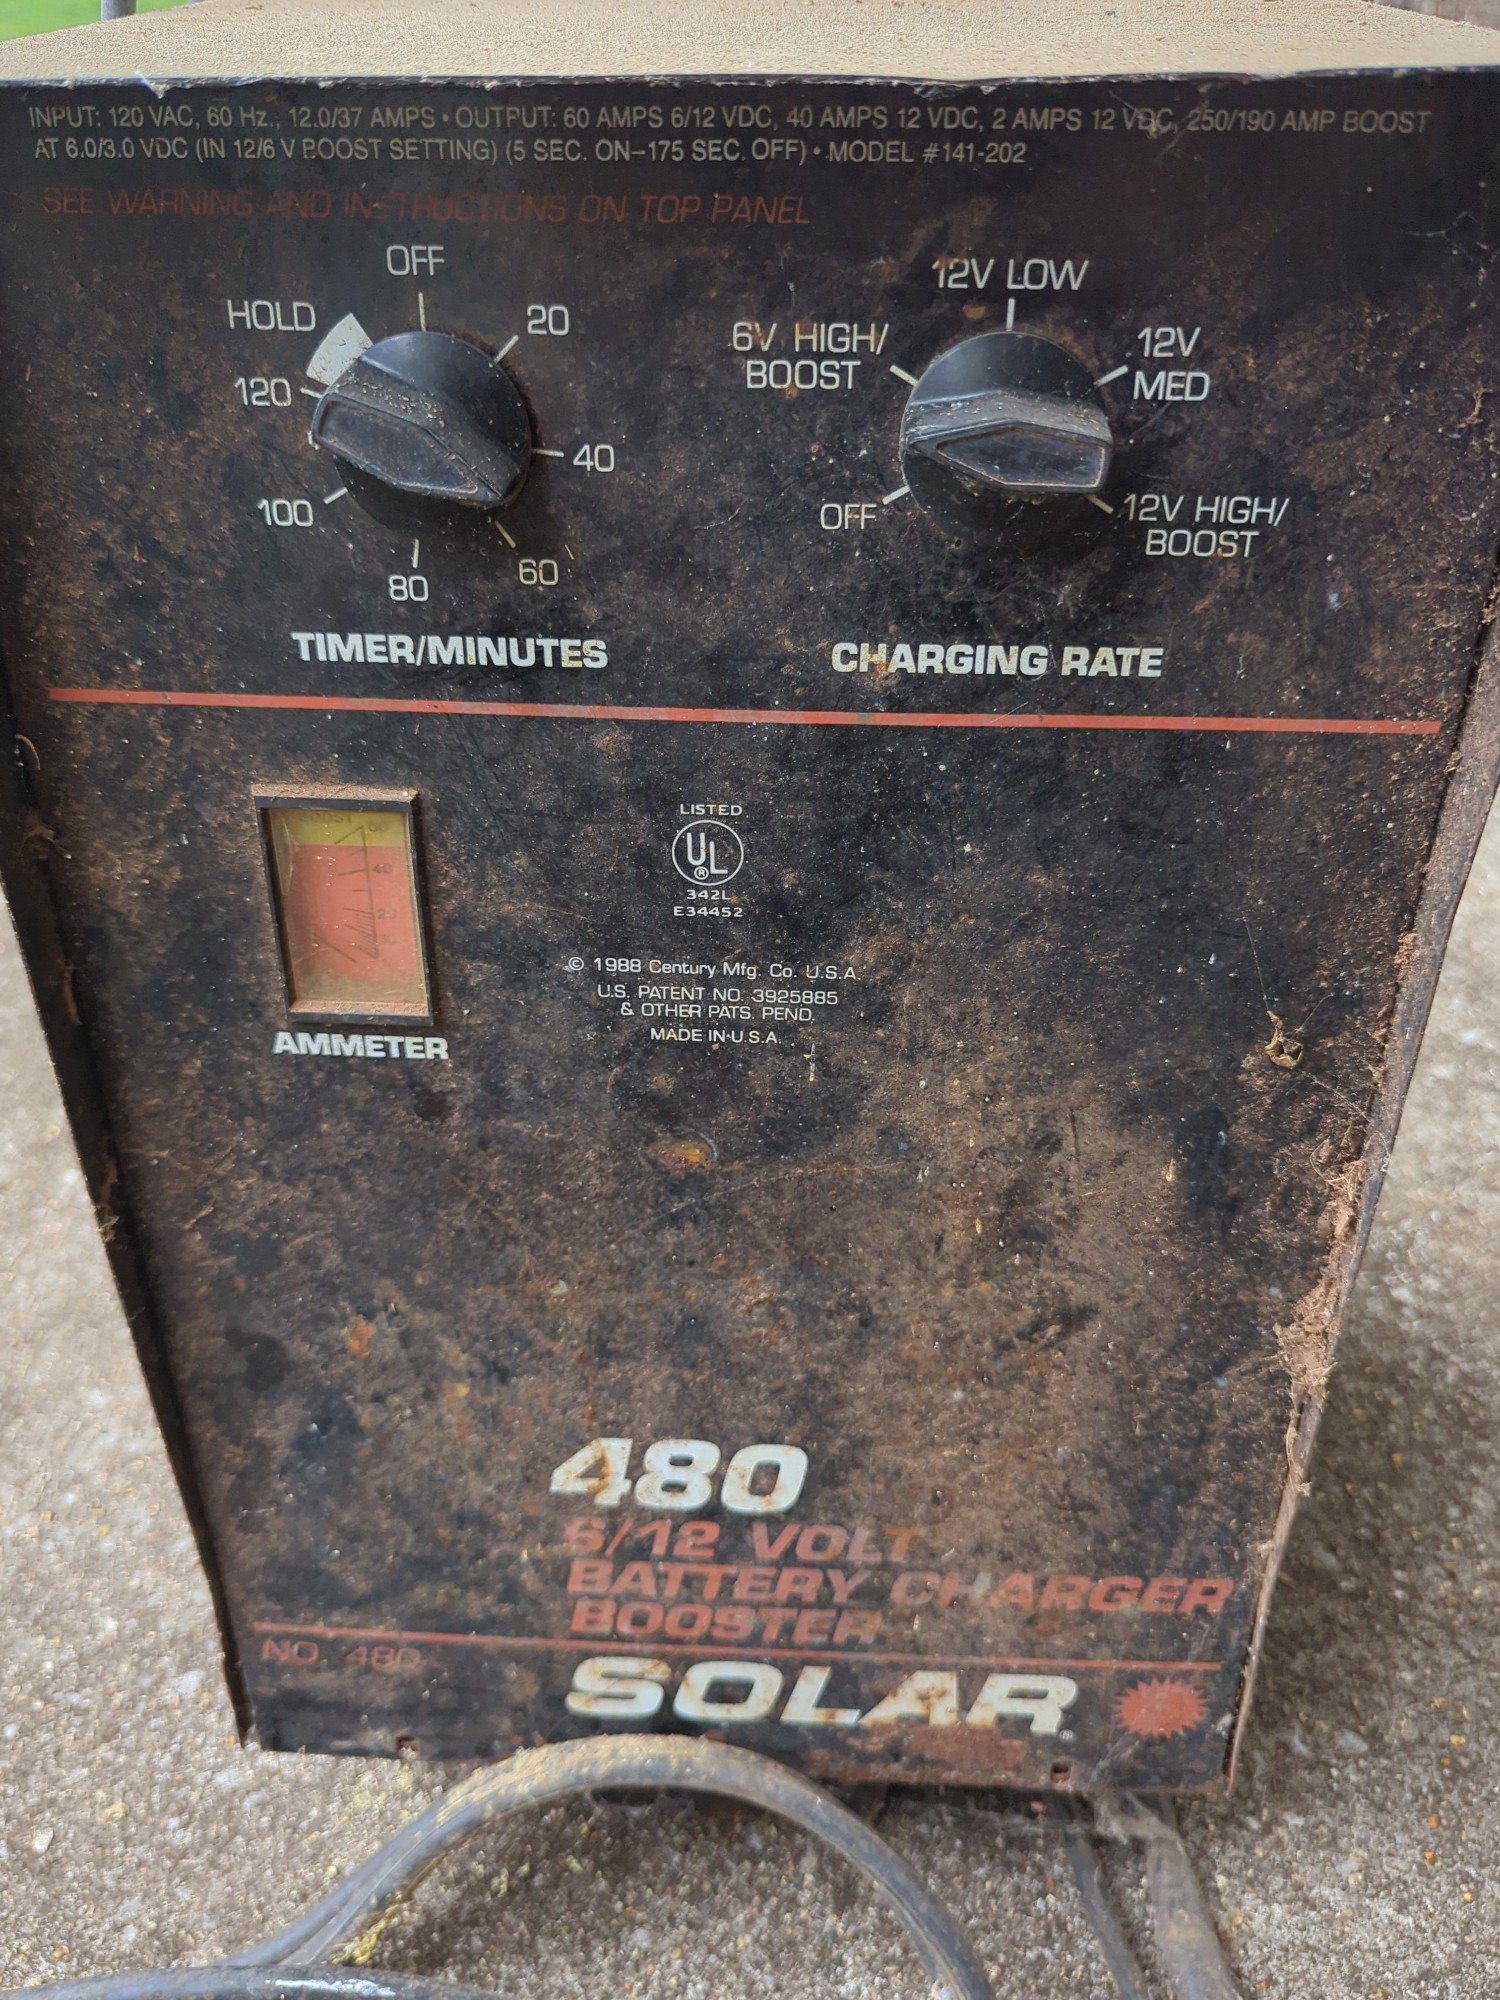 INPUT: 120 VAC, 60 Hz., 12.0/37 AMPS • OUTPUT: 60 AMPS 6/12 VDC, 40 AMPS 12 VDC, 2 AMPS 12 VDC, 250/190 AMP BOOST
AT 6.0/3.0 VDC (IN 12/6 V BOOST SETTING) (5 SEC. ON–175 SEC. OFF) • MODEL #141-202
SEE WARNING AND INSTRUCTIONS ON TOP PANEL
OFF
HOLD
20
120
40
100
60
80
TIMER/MINUTES
12V LOW
6V HIGH/
BOOST
12V
MED
OFF
12V HIGH/
BOOST
CHARGING RATE
BOOST
60
40
20
10
AMMETER
LISTED
UL
®
342L
E34452
© 1988 Century Mfg. Co. U.S.A.
U.S. PATENT NO. 3925885
& OTHER PATS. PEND.
MADE IN U.S.A.
480
6/12 VOLT
BATTERY CHARGER
BOOSTER
NO. 480
SOLAR®